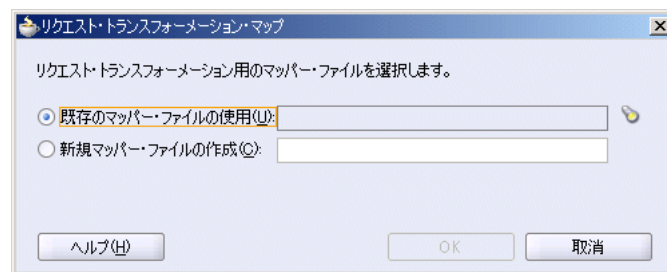 リクエスト・トランスフォーメーション・マップ
リクエスト・トランスフォーメーション用のマッパー・ファイルを選択します。
既存のマッパー・ファイルの使用(U):
新規マッパー・ファイルの作成(C):
ヘルプ(H) OK 取消